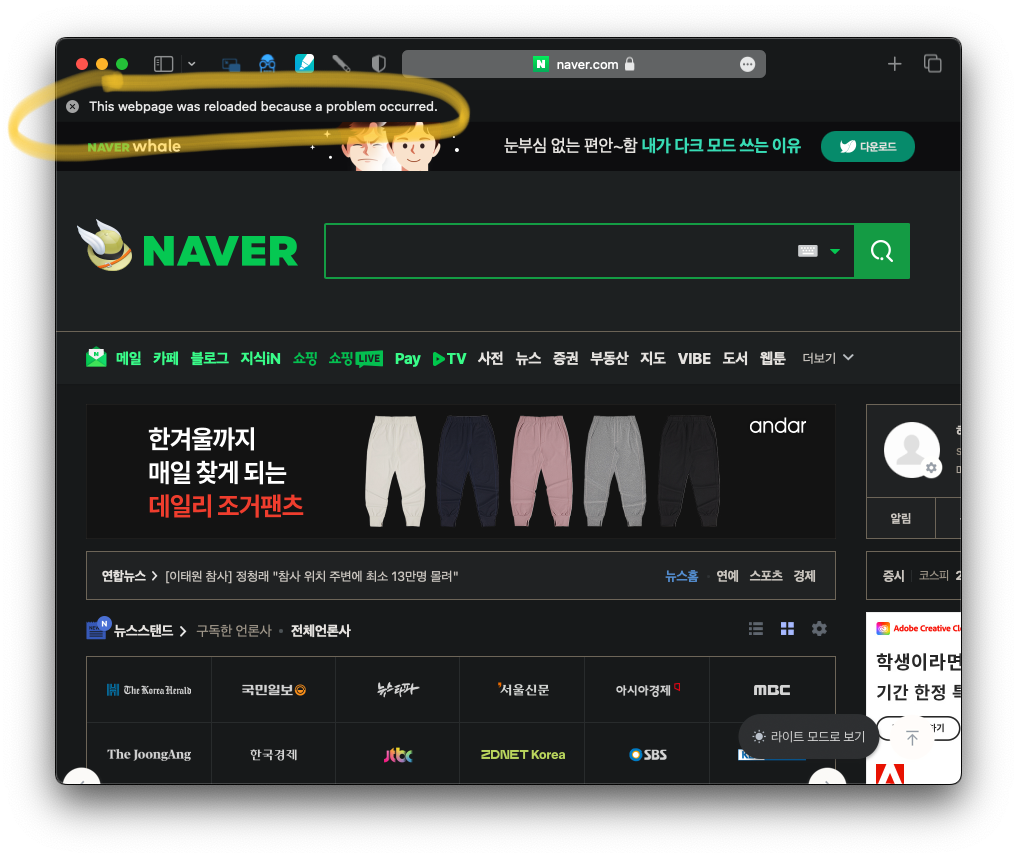 naver.com
This webpage was reloaded because a problem occurred.
NAVER whale
눈부심 없는 편안~함 내가 다크 모드 쓰는 이유
다운로드
NAVER
메일 카페 블로그 지식iN 쇼핑 쇼핑LIVE Pay TV 사전 뉴스 증권 부동산 지도 VIBE 도서 웹툰 더보기
한겨울까지
매일 찾게 되는
데일리 조거팬츠
andar
알림
연합뉴스 [이태원 참사] 정청래 "참사 위치 주변에 최소 13만명 몰려"
뉴스홈 연예 스포츠 경제
증시 코스피 2
뉴스스탠드 구독한 언론사 전체언론사
Adobe Creative Clo
학생이라면
기간 한정 특
The Korea Herald 국민일보 뉴스타파 서울신문 아시아경제 MBC
The JoongAng 한국경제 jtbc ZDNET Korea SBS
라이트 모드로 보기